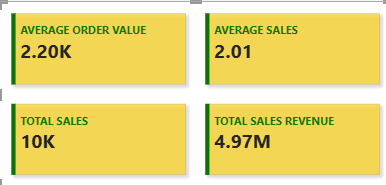 AVERAGE ORDER VALUE
2.20K
AVERAGE SALES
2.01
TOTAL SALES
10K
TOTAL SALES REVENUE
4.97M